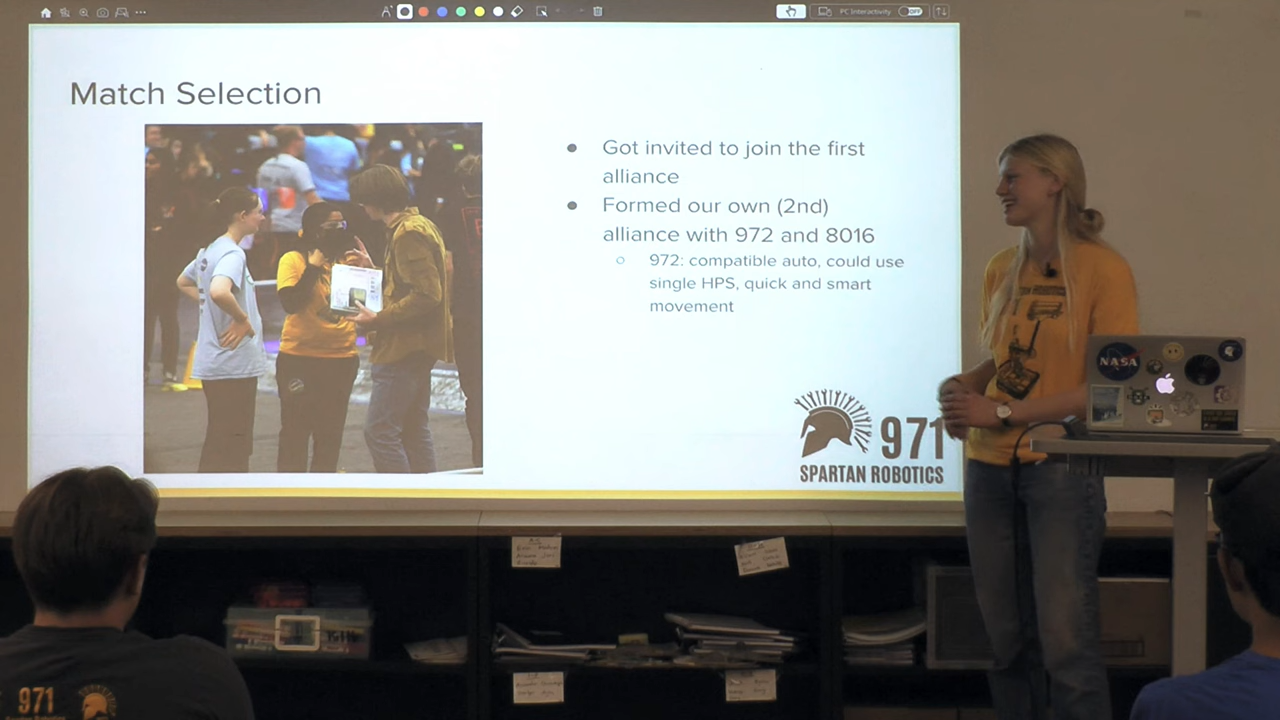 PC Interactivity
OFF
Match Selection
Got invited to join the first
alliance
Formed our own (2nd)
alliance with 972 and 8016
972: compatible auto, could use
single HPS, quick and smart
movement
971
SPARTAN ROBOTICS
NASA
971